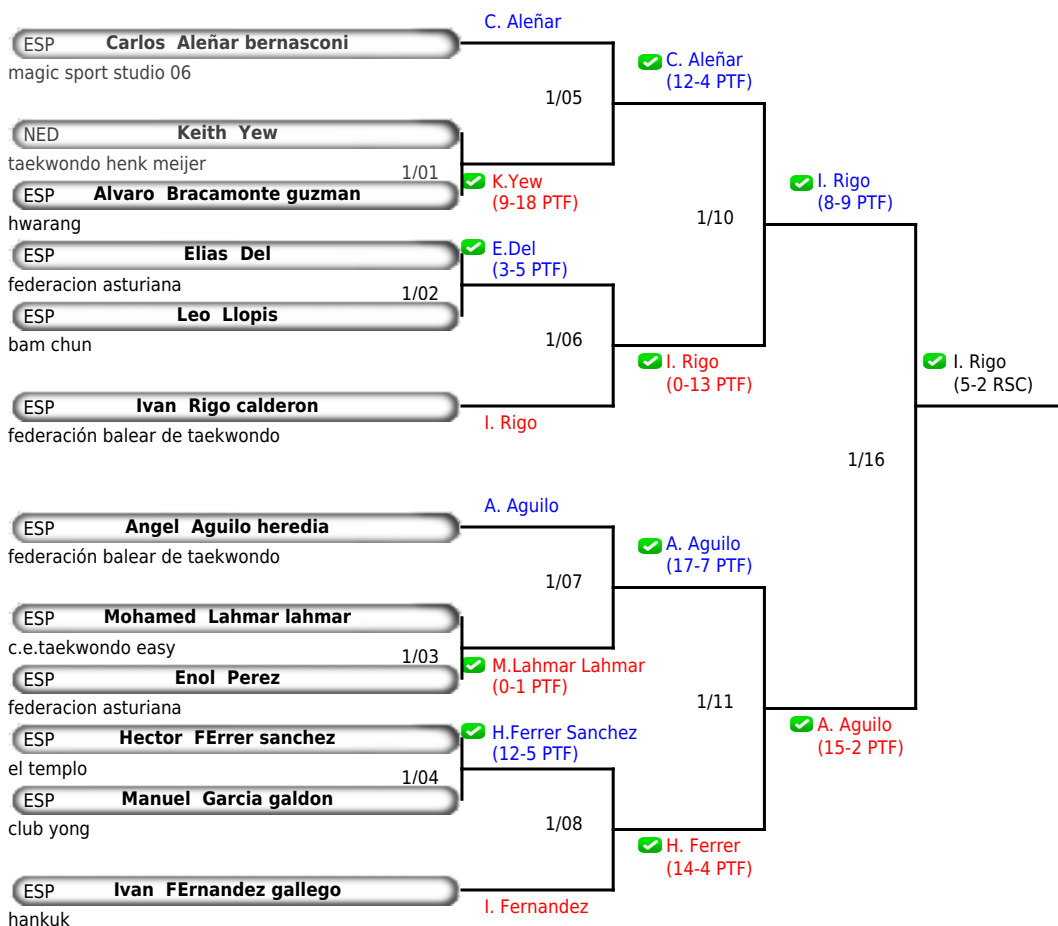 C. Aleñar
ESP Carlos Aleñar bernasconi
magic sport studio 06
C. Aleñar
(12-4 PTF)
1/05
NED Keith Yew
taekwondo henk meijer
1/01
K.Yew
(9-18 PTF)
ESP Alvaro Bracamonte guzman
hwarang
I. Rigo
(8-9 PTF)
1/10
ESP Elias Del
federacion asturiana
E.Del
(3-5 PTF)
1/02
ESP Leo Llopis
bam chun
1/06
I. Rigo
(0-13 PTF)
I. Rigo
(5-2 RSC)
ESP Ivan Rigo calderon
federación balear de taekwondo
I. Rigo
1/16
A. Aguilo
ESP Angel Aguilo heredia
federación balear de taekwondo
A. Aguilo
(17-7 PTF)
1/07
ESP Mohamed Lahmar lahmar
c.e.taekwondo easy
1/03
M.Lahmar Lahmar
(0-1 PTF)
ESP Enol Perez
federacion asturiana
1/11
A. Aguilo
(15-2 PTF)
ESP Hector FErrer sanchez
el templo
H.Ferrer Sanchez
(12-5 PTF)
1/04
ESP Manuel Garcia galdon
club yong
1/08
H. Ferrer
(14-4 PTF)
ESP Ivan FErnandez gallego
hankuk
I. Fernandez